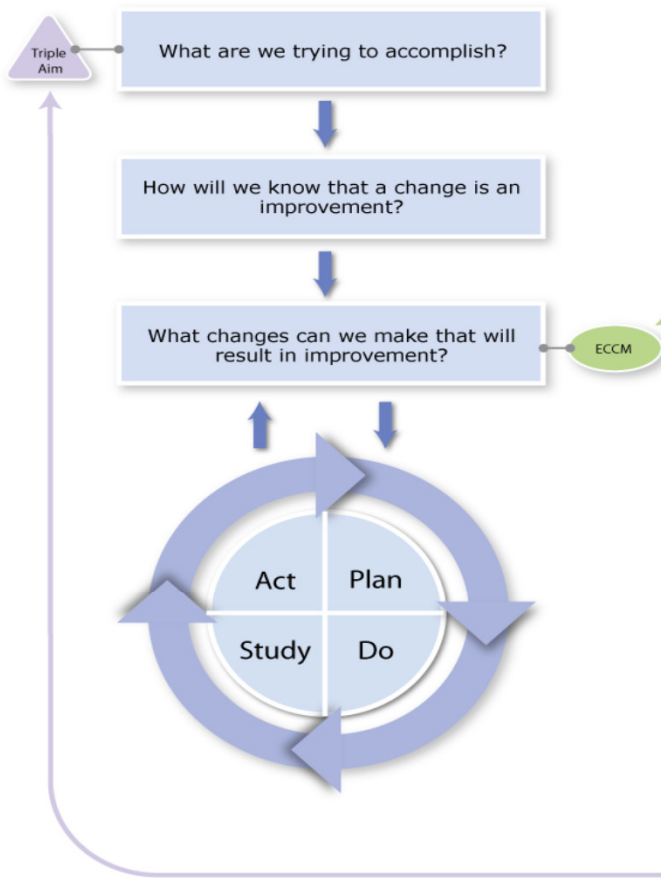 Triple
Aim
What are we trying to accomplish?
How will we know that a change is an
improvement?
What changes can we make that will
result in improvement?
ECCM
Act
Plan
Study
Do